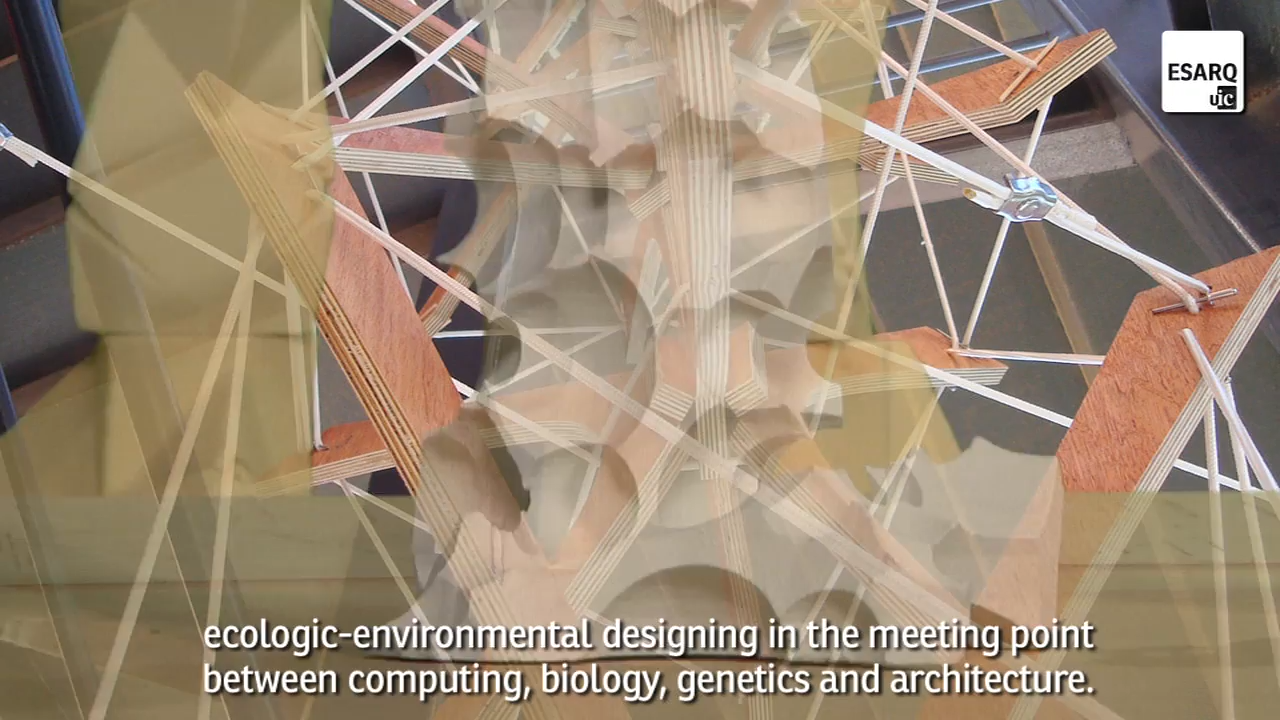 ESARQ
uic
ecologic-environmental designing in the meeting point
between computing, biology, genetics and architecture.